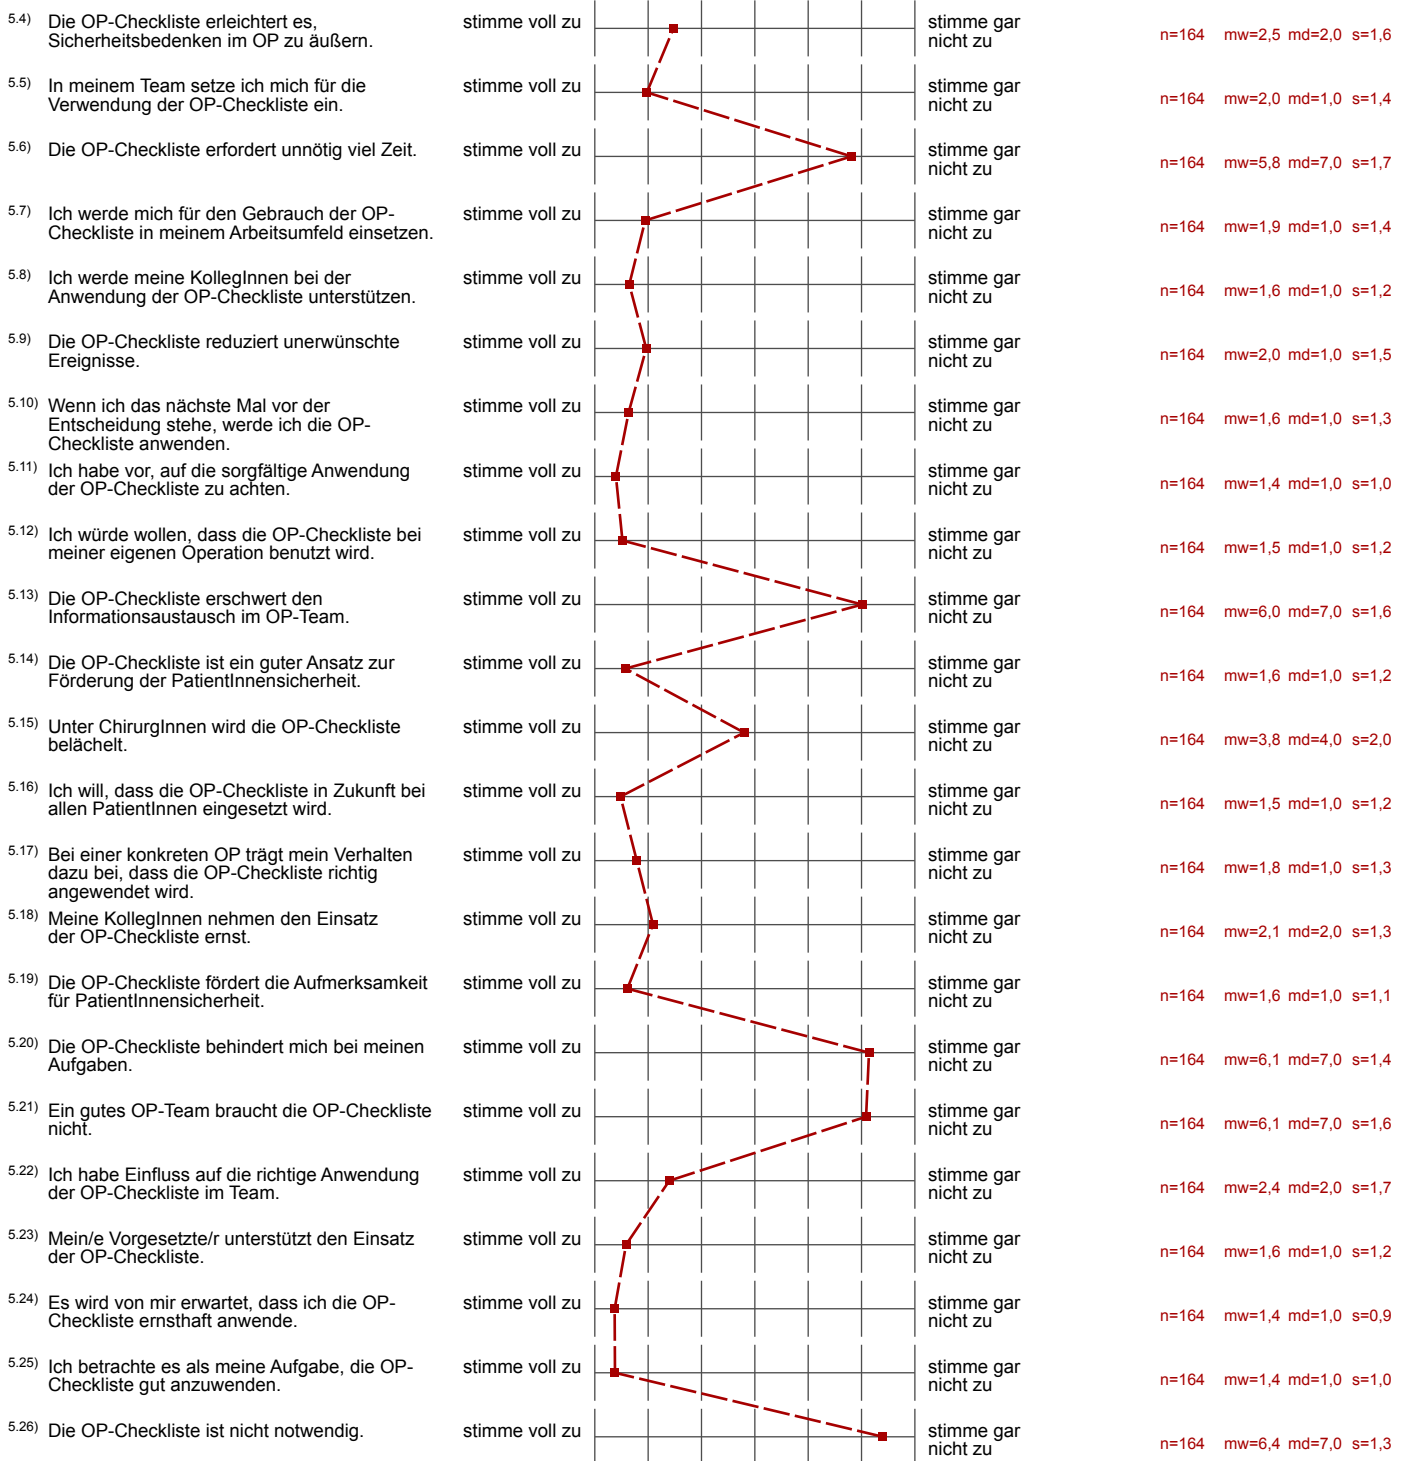 5.4) Die OP-Checkliste erleichtert es, stimme voll zu stimme gar
Sicherheitsbedenken im OP zu äußern. nicht zu n=164 mw=2,5 md=2,0 s=1,6
5.5) In meinem Team setze ich mich für die stimme voll zu stimme gar
Verwendung der OP-Checkliste ein. nicht zu n=164 mw=2,0 md=1,0 s=1,4
5.6) Die OP-Checkliste erfordert unnötig viel Zeit. stimme voll zu stimme gar
nicht zu n=164 mw=5,8 md=7,0 s=1,7
5.7) Ich werde mich für den Gebrauch der OP- stimme voll zu stimme gar
Checkliste in meinem Arbeitsumfeld einsetzen. nicht zu n=164 mw=1,9 md=1,0 s=1,4
5.8) Ich werde meine KollegInnen bei der stimme voll zu stimme gar
Anwendung der OP-Checkliste unterstützen. nicht zu n=164 mw=1,6 md=1,0 s=1,2
5.9) Die OP-Checkliste reduziert unerwünschte stimme voll zu stimme gar
Ereignisse. nicht zu n=164 mw=2,0 md=1,0 s=1,5
5.10) Wenn ich das nächste Mal vor der stimme voll zu stimme gar
Entscheidung stehe, werde ich die OP- nicht zu n=164 mw=1,6 md=1,0 s=1,3
Checkliste anwenden.
5.11) Ich habe vor, auf die sorgfältige Anwendung stimme voll zu stimme gar
der OP-Checkliste zu achten. nicht zu n=164 mw=1,4 md=1,0 s=1,0
5.12) Ich würde wollen, dass die OP-Checkliste bei stimme voll zu stimme gar
meiner eigenen Operation benutzt wird. nicht zu n=164 mw=1,5 md=1,0 s=1,2
5.13) Die OP-Checkliste erschwert den stimme voll zu stimme gar
Informationsaustausch im OP-Team. nicht zu n=164 mw=6,0 md=7,0 s=1,6
5.14) Die OP-Checkliste ist ein guter Ansatz zur stimme voll zu stimme gar
Förderung der PatientInnensicherheit. nicht zu n=164 mw=1,6 md=1,0 s=1,2
5.15) Unter ChirurgInnen wird die OP-Checkliste stimme voll zu stimme gar
belächelt. nicht zu n=164 mw=3,8 md=4,0 s=2,0
5.16) Ich will, dass die OP-Checkliste in Zukunft bei stimme voll zu stimme gar
allen PatientInnen eingesetzt wird. nicht zu n=164 mw=1,5 md=1,0 s=1,2
5.17) Bei einer konkreten OP trägt mein Verhalten stimme voll zu stimme gar
dazu bei, dass die OP-Checkliste richtig nicht zu n=164 mw=1,8 md=1,0 s=1,3
angewendet wird.
5.18) Meine KollegInnen nehmen den Einsatz stimme voll zu stimme gar
der OP-Checkliste ernst. nicht zu n=164 mw=2,1 md=2,0 s=1,3
5.19) Die OP-Checkliste fördert die Aufmerksamkeit stimme voll zu stimme gar
für PatientInnensicherheit. nicht zu n=164 mw=1,6 md=1,0 s=1,1
5.20) Die OP-Checkliste behindert mich bei meinen stimme voll zu stimme gar
Aufgaben. nicht zu n=164 mw=6,1 md=7,0 s=1,4
5.21) Ein gutes OP-Team braucht die OP-Checkliste stimme voll zu stimme gar
nicht. nicht zu n=164 mw=6,1 md=7,0 s=1,6
5.22) Ich habe Einfluss auf die richtige Anwendung stimme voll zu stimme gar
der OP-Checkliste im Team. nicht zu n=164 mw=2,4 md=2,0 s=1,7
5.23) Mein/e Vorgesetzte/r unterstützt den Einsatz stimme voll zu stimme gar
der OP-Checkliste. nicht zu n=164 mw=1,6 md=1,0 s=1,2
5.24) Es wird von mir erwartet, dass ich die OP- stimme voll zu stimme gar
Checkliste ernsthaft anwende. nicht zu n=164 mw=1,4 md=1,0 s=0,9
5.25) Ich betrachte es als meine Aufgabe, die OP- stimme voll zu stimme gar
Checkliste gut anzuwenden. nicht zu n=164 mw=1,4 md=1,0 s=1,0
5.26) Die OP-Checkliste ist nicht notwendig. stimme voll zu stimme gar
nicht zu n=164 mw=6,4 md=7,0 s=1,3